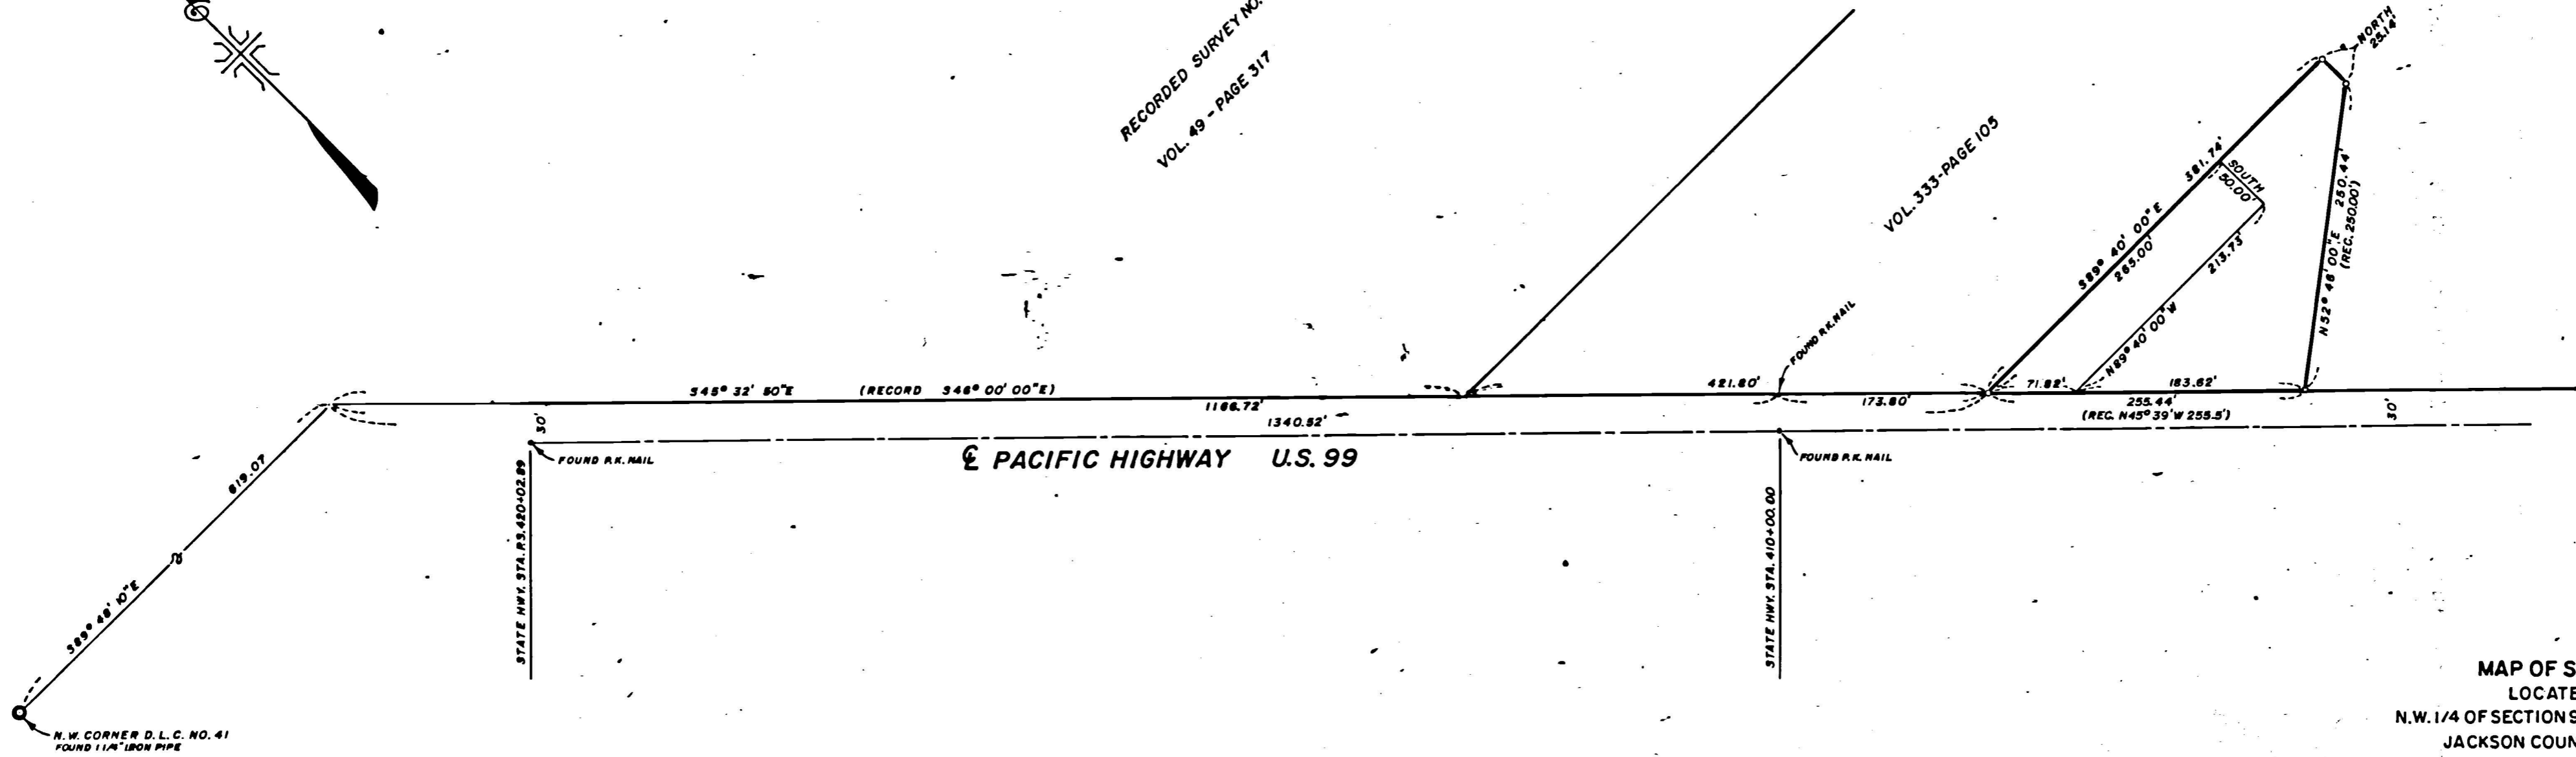 RECORDED SURVEY NO.
VOL. 49 - PAGE 317
VOL. 333-PAGE 105
NORTH
25.14'
381.74'
SOUTH
50.00'
S89° 40' 00"E
265.00'
213.73'
N89° 40' 00"W
N52° 46' 00"E 250.44'
(REC. 250.00')
FOUND P.K. NAIL
S45° 32' 50"E (RECORD S46° 00' 00"E)
1166.72'
421.80'
173.80'
71.82'
183.62'
255.44'
(REC. N45° 39' W 255.5')
30'
30'
1340.52'
℄ PACIFIC HIGHWAY U.S. 99
FOUND P.K. NAIL
FOUND P.K. NAIL
STATE HWY. STA. P.S. 420+02.89
STATE HWY. STA. 410+00.00
619.07
S89° 48' 10"E
N.W. CORNER D.L.C. NO. 41
FOUND 1 1/4" IRON PIPE
MAP OF S
LOCATE
N.W. 1/4 OF SECTION 9
JACKSON COUN